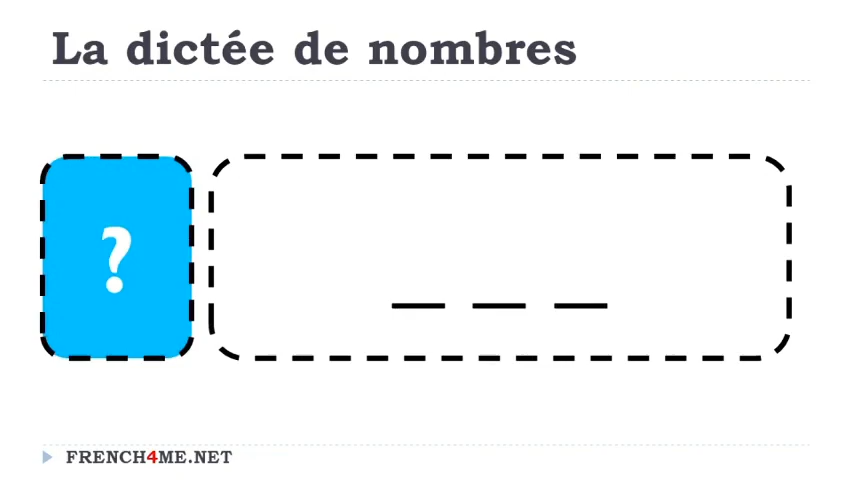 La dictée de nombres
?
_ _ _
FRENCH4ME.NET